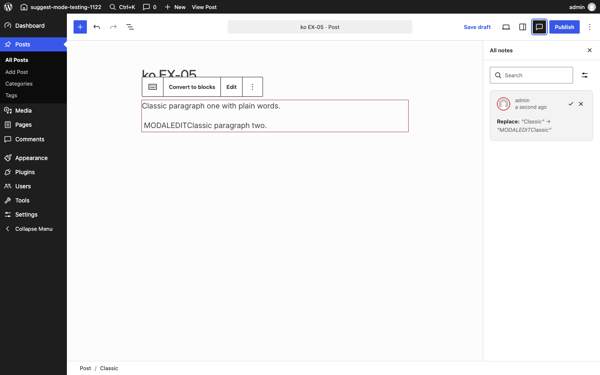 suggest-mode-testing-1122
Ctrl+K
0
New
View Post
admin
Dashboard
Posts
All Posts
Add Post
Categories
Tags
Media
Pages
Comments
Appearance
Plugins
Users
Tools
Settings
Collapse Menu
ko EX-05 · Post
Save draft
Publish
ko EX-05
Convert to blocks
Edit
Classic paragraph one with plain words.
MODALEDITClassic paragraph two.
All notes
Search
admin
a second ago
Replace: "Classic" →
"MODALEDITClassic"
Post / Classic